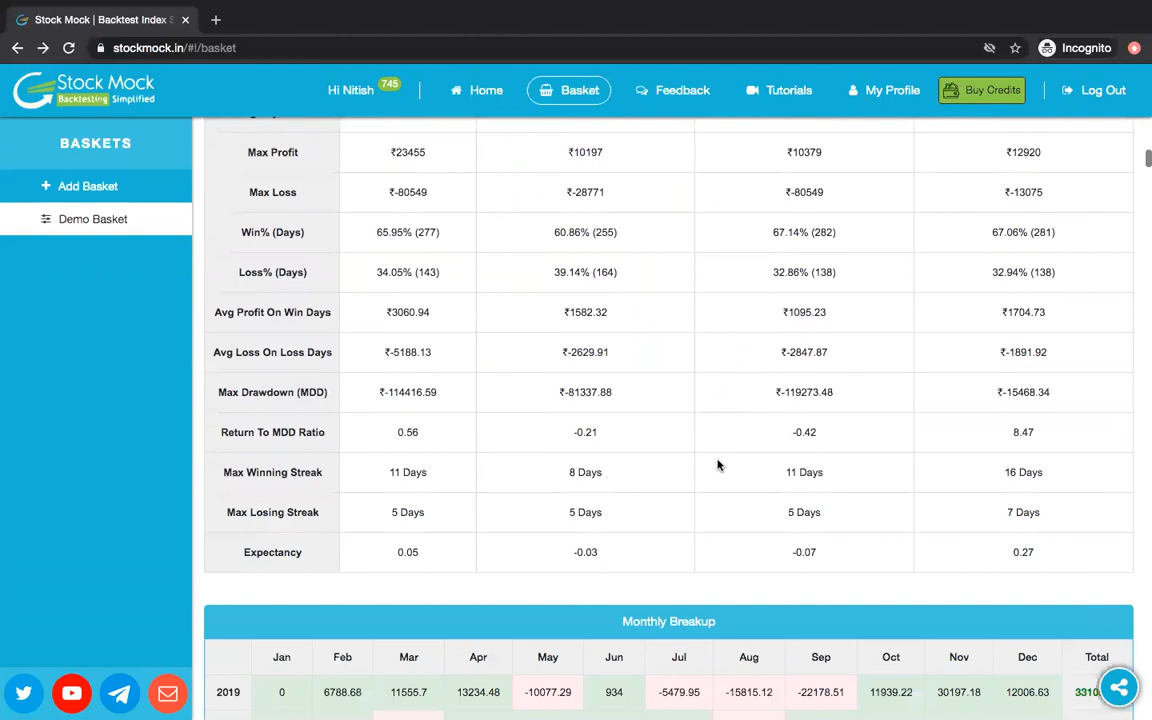 Stock Mock | Backtest Index S
stockmock.in/#!/basket
Incognito
Stock Mock
Backtesting Simplified
Hi Nitish 745
Home
Basket
Feedback
Tutorials
My Profile
Buy Credits
Log Out
BASKETS
+ Add Basket
Demo Basket
Max Profit ₹23455 ₹10197 ₹10379 ₹12920
Max Loss ₹-80549 ₹-28771 ₹-80549 ₹-13075
Win% (Days) 65.95% (277) 60.86% (255) 67.14% (282) 67.06% (281)
Loss% (Days) 34.05% (143) 39.14% (164) 32.86% (138) 32.94% (138)
Avg Profit On Win Days ₹3060.94 ₹1582.32 ₹1095.23 ₹1704.73
Avg Loss On Loss Days ₹-5188.13 ₹-2629.91 ₹-2847.87 ₹-1891.92
Max Drawdown (MDD) ₹-114416.59 ₹-81337.88 ₹-119273.48 ₹-15468.34
Return To MDD Ratio 0.56 -0.21 -0.42 8.47
Max Winning Streak 11 Days 8 Days 11 Days 16 Days
Max Losing Streak 5 Days 5 Days 5 Days 7 Days
Expectancy 0.05 -0.03 -0.07 0.27
Monthly Breakup
Jan Feb Mar Apr May Jun Jul Aug Sep Oct Nov Dec Total
2019 0 6788.68 11555.7 13234.48 -10077.29 934 -5479.95 -15815.12 -22178.51 11939.22 30197.18 12006.63